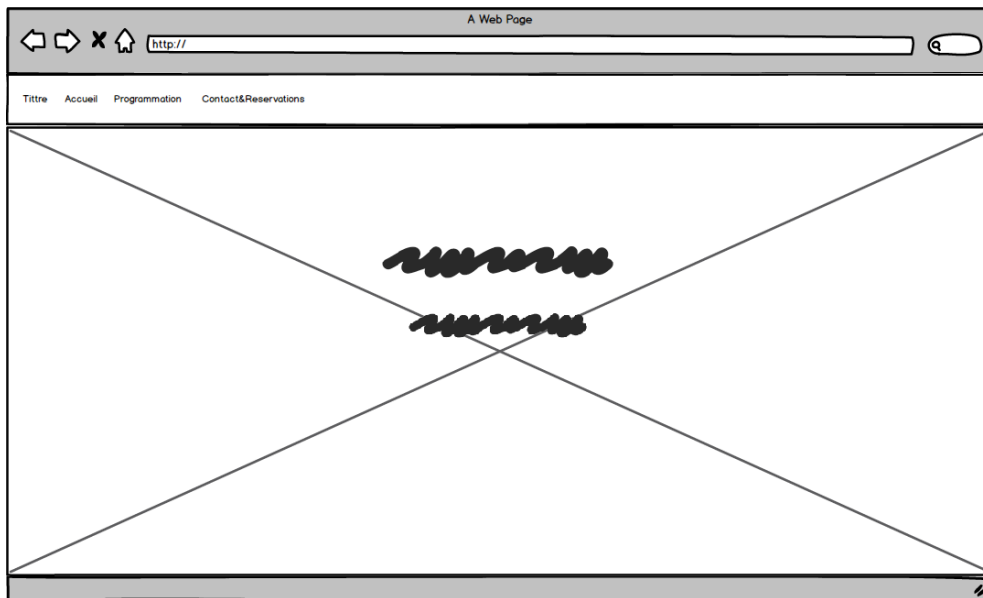 A Web Page
http://
Tittre Accueil Programmation Contact&Reservations